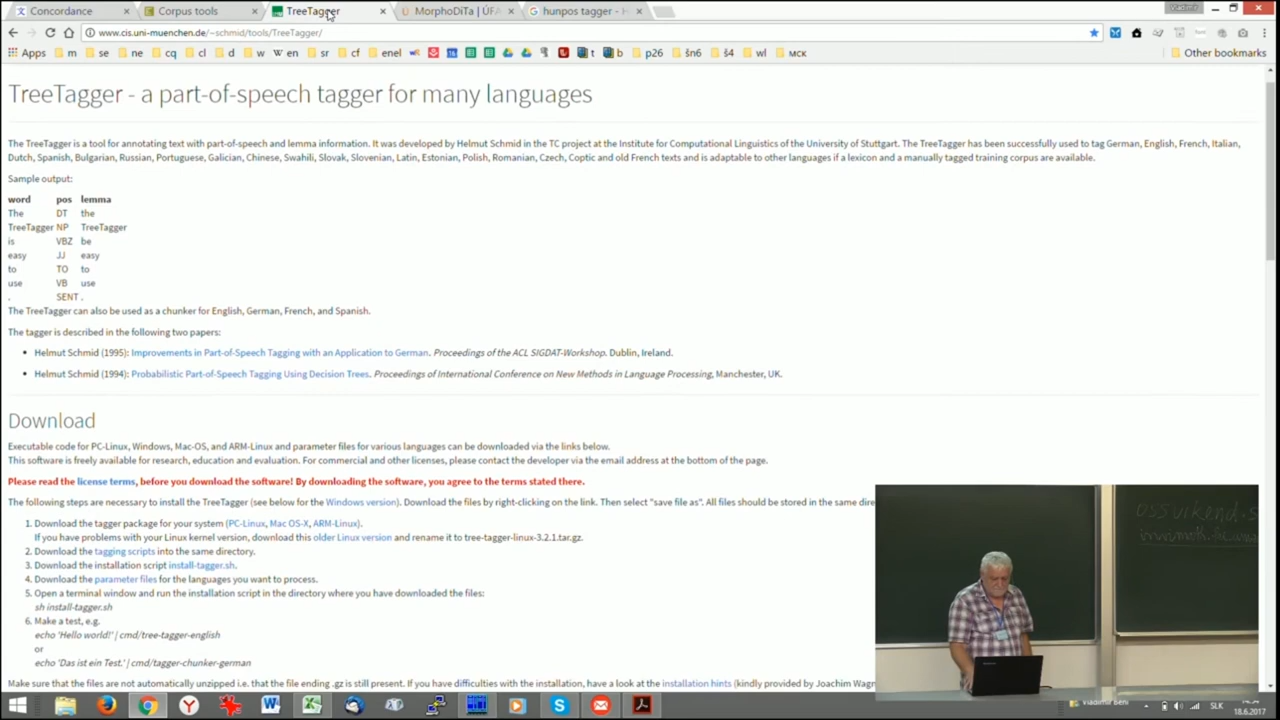 Concordance
Corpus tools
TreeTagger
MorphoDiTa | ÚFA
hunpos tagger - H
Vladimír
www.cis.uni-muenchen.de/~schmid/tools/TreeTagger/
Apps m se ne cq cl d w en sr cf enel t b p26 šn6 š4 wl мск Other bookmarks
TreeTagger - a part-of-speech tagger for many languages
The TreeTagger is a tool for annotating text with part-of-speech and lemma information. It was developed by Helmut Schmid in the TC project at the Institute for Computational Linguistics of the University of Stuttgart. The TreeTagger has been successfully used to tag German, English, French, Italian,
Dutch, Spanish, Bulgarian, Russian, Portuguese, Galician, Chinese, Swahili, Slovak, Slovenian, Latin, Estonian, Polish, Romanian, Czech, Coptic and old French texts and is adaptable to other languages if a lexicon and a manually tagged training corpus are available.
Sample output:
word pos lemma
The DT the
TreeTagger NP TreeTagger
is VBZ be
easy JJ easy
to TO to
use VB use
. SENT .
The TreeTagger can also be used as a chunker for English, German, French, and Spanish.
The tagger is described in the following two papers:
• Helmut Schmid (1995): Improvements in Part-of-Speech Tagging with an Application to German. Proceedings of the ACL SIGDAT-Workshop. Dublin, Ireland.
• Helmut Schmid (1994): Probabilistic Part-of-Speech Tagging Using Decision Trees. Proceedings of International Conference on New Methods in Language Processing, Manchester, UK.
Download
Executable code for PC-Linux, Windows, Mac-OS, and ARM-Linux and parameter files for various languages can be downloaded via the links below.
This software is freely available for research, education and evaluation. For commercial and other licenses, please contact the developer via the email address at the bottom of the page.
Please read the license terms, before you download the software! By downloading the software, you agree to the terms stated there.
The following steps are necessary to install the TreeTagger (see below for the Windows version). Download the files by right-clicking on the link. Then select "save file as". All files should be stored in the same dire
1. Download the tagger package for your system (PC-Linux, Mac OS-X, ARM-Linux).
If you have problems with your Linux kernel version, download this older Linux version and rename it to tree-tagger-linux-3.2.1.tar.gz.
2. Download the tagging scripts into the same directory.
3. Download the installation script install-tagger.sh.
4. Download the parameter files for the languages you want to process.
5. Open a terminal window and run the installation script in the directory where you have downloaded the files:
sh install-tagger.sh
6. Make a test, e.g.
echo 'Hello world!' | cmd/tree-tagger-english
or
echo 'Das ist ein Test.' | cmd/tagger-chunker-german
Make sure that the files are not automatically unzipped i.e. that the file ending .gz is still present. If you have difficulties with the installation, have a look at the installation hints (kindly provided by Joachim Wagn
SLK
18.6.2017